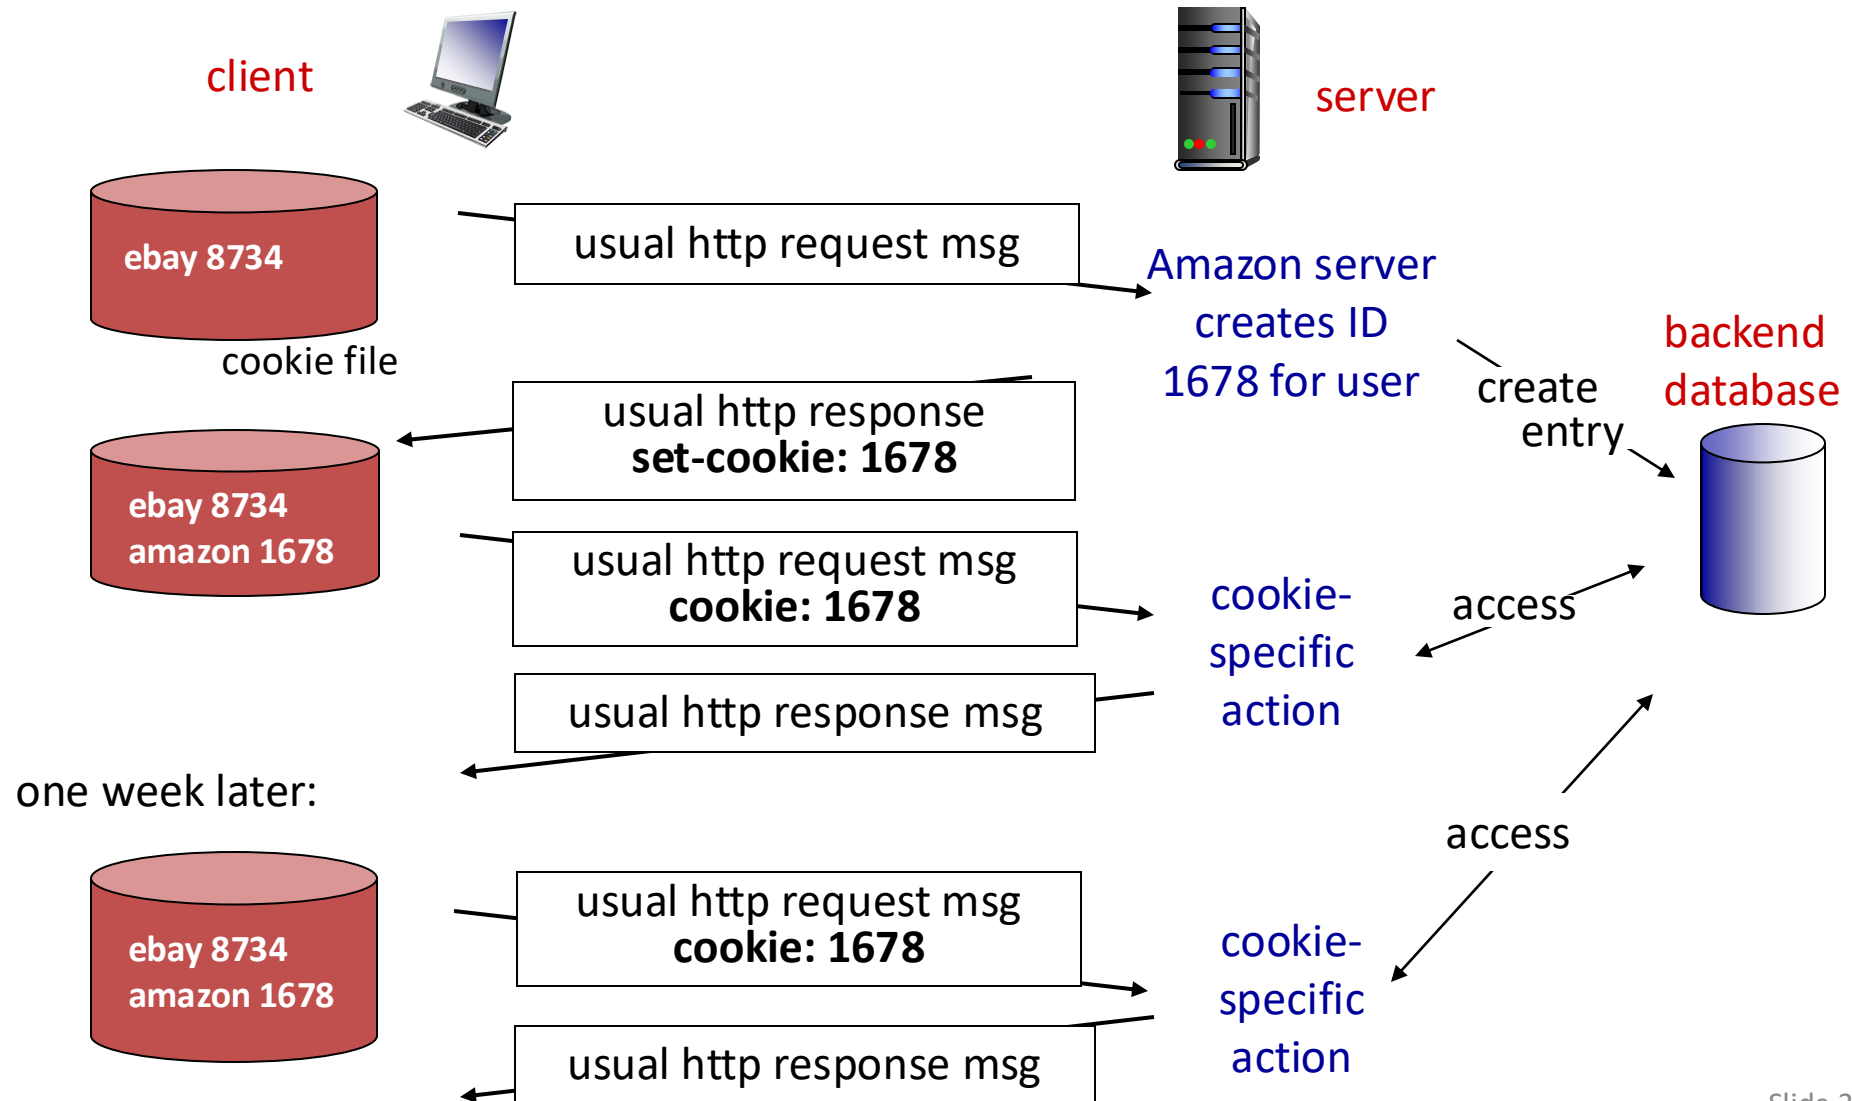 client
server
ebay 8734
cookie file
usual http request msg
Amazon server
creates ID
1678 for user
create
entry
backend
database
usual http response
set-cookie: 1678
ebay 8734
amazon 1678
usual http request msg
cookie: 1678
cookie-
specific
action
access
usual http response msg
one week later:
access
ebay 8734
amazon 1678
usual http request msg
cookie: 1678
cookie-
specific
action
usual http response msg
Slide 2